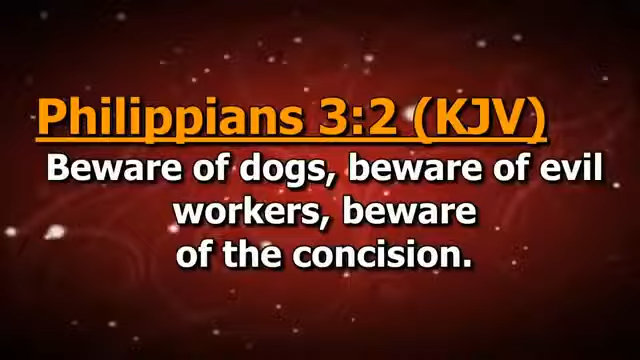 Philippians 3:2 (KJV)
Beware of dogs, beware of evil
workers, beware
of the concision.